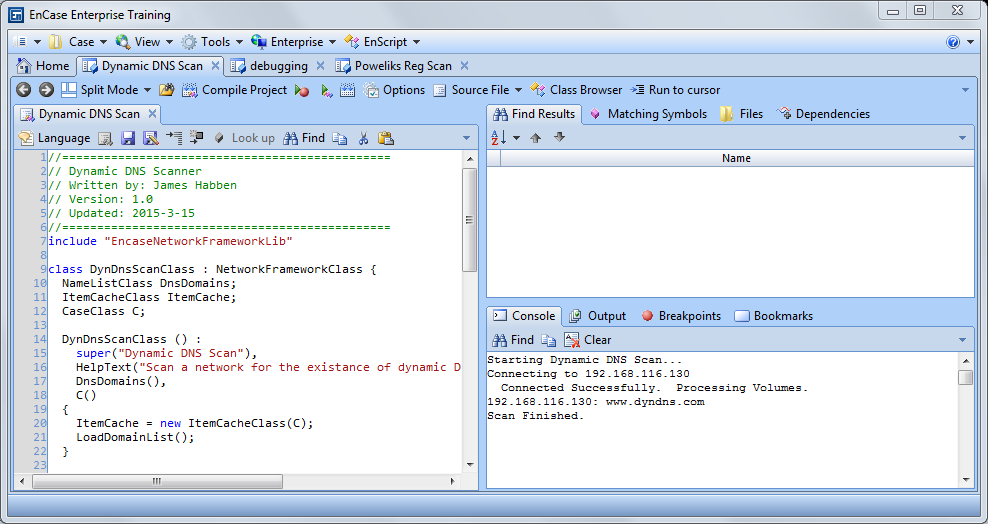 EnCase Enterprise Training
Case View Tools Enterprise EnScript
Home Dynamic DNS Scan debugging Poweliks Reg Scan
Split Mode Compile Project Options Source File Class Browser Run to cursor
Dynamic DNS Scan
Language Look up Find
1//===============================================
2// Dynamic DNS Scanner
3// Written by: James Habben
4// Version: 1.0
5// Updated: 2015-3-15
6//===============================================
7include "EncaseNetworkFrameworkLib"
8
9class DynDnsScanClass : NetworkFrameworkClass {
10  NameListClass DnsDomains;
11  ItemCacheClass ItemCache;
12  CaseClass C;
13
14  DynDnsScanClass () :
15    super("Dynamic DNS Scan"),
16    HelpText("Scan a network for the existance of dynamic D
17    DnsDomains(),
18    C()
19  {
20    ItemCache = new ItemCacheClass(C);
21    LoadDomainList();
22  }
23
Find Results Matching Symbols Files Dependencies
Name
Console Output Breakpoints Bookmarks
Find Clear
Starting Dynamic DNS Scan...
Connecting to 192.168.116.130
  Connected Successfully.  Processing Volumes.
192.168.116.130: www.dyndns.com
Scan Finished.